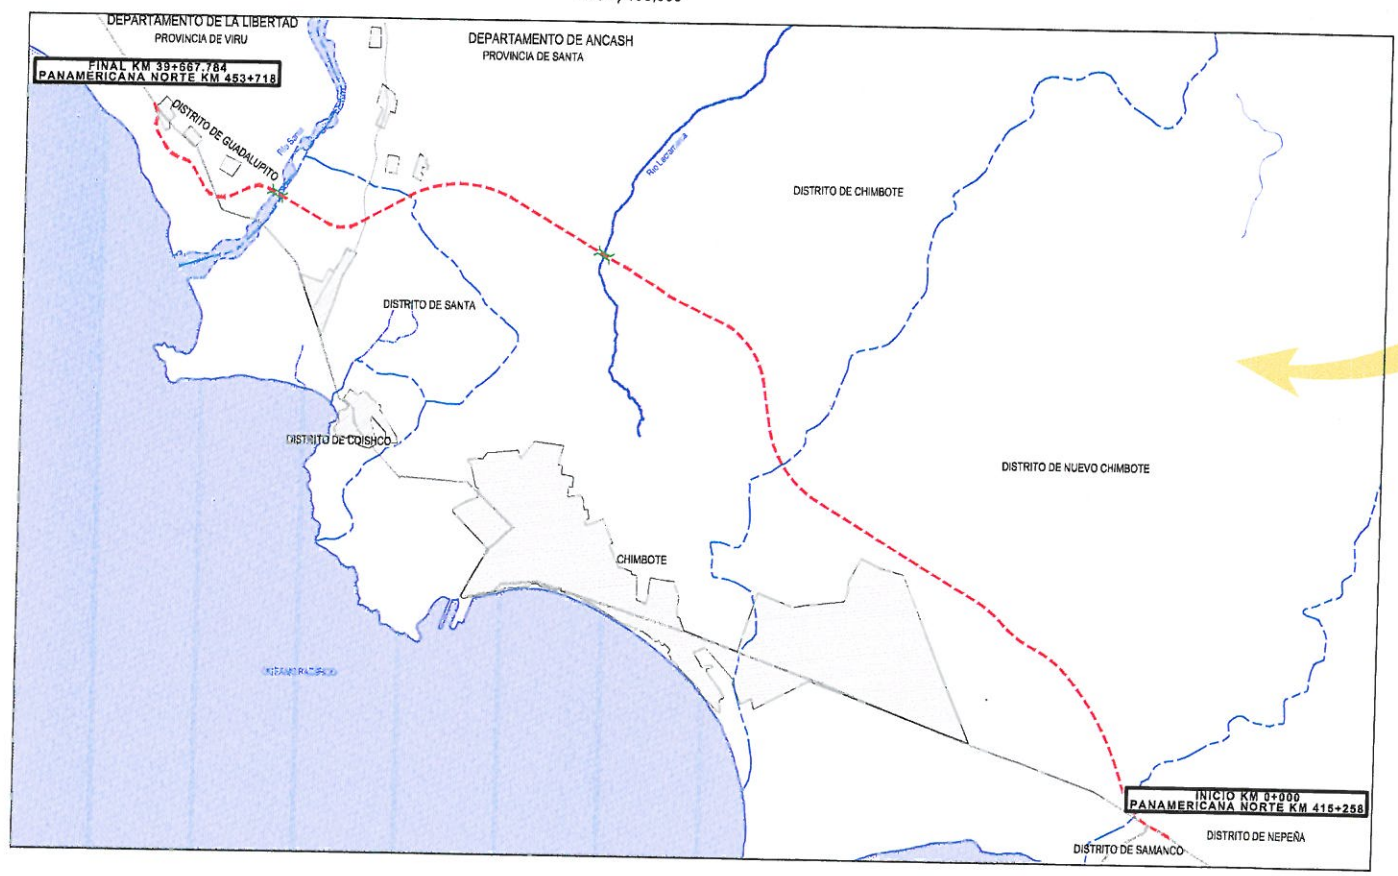 DEPARTAMENTO DE LA LIBERTAD
PROVINCIA DE VIRU
DEPARTAMENTO DE ANCASH
PROVINCIA DE SANTA
FINAL KM 39+667.784
PANAMERICANA NORTE KM 453+718
DISTRITO DE GUADALUPITO
Río Santa
Río Lacramarca
DISTRITO DE CHIMBOTE
DISTRITO DE SANTA
DISTRITO DE COISHCO
DISTRITO DE NUEVO CHIMBOTE
CHIMBOTE
OCEANO PACIFICO
INICIO KM 0+000
PANAMERICANA NORTE KM 415+258
DISTRITO DE NEPEÑA
DISTRITO DE SAMANCO